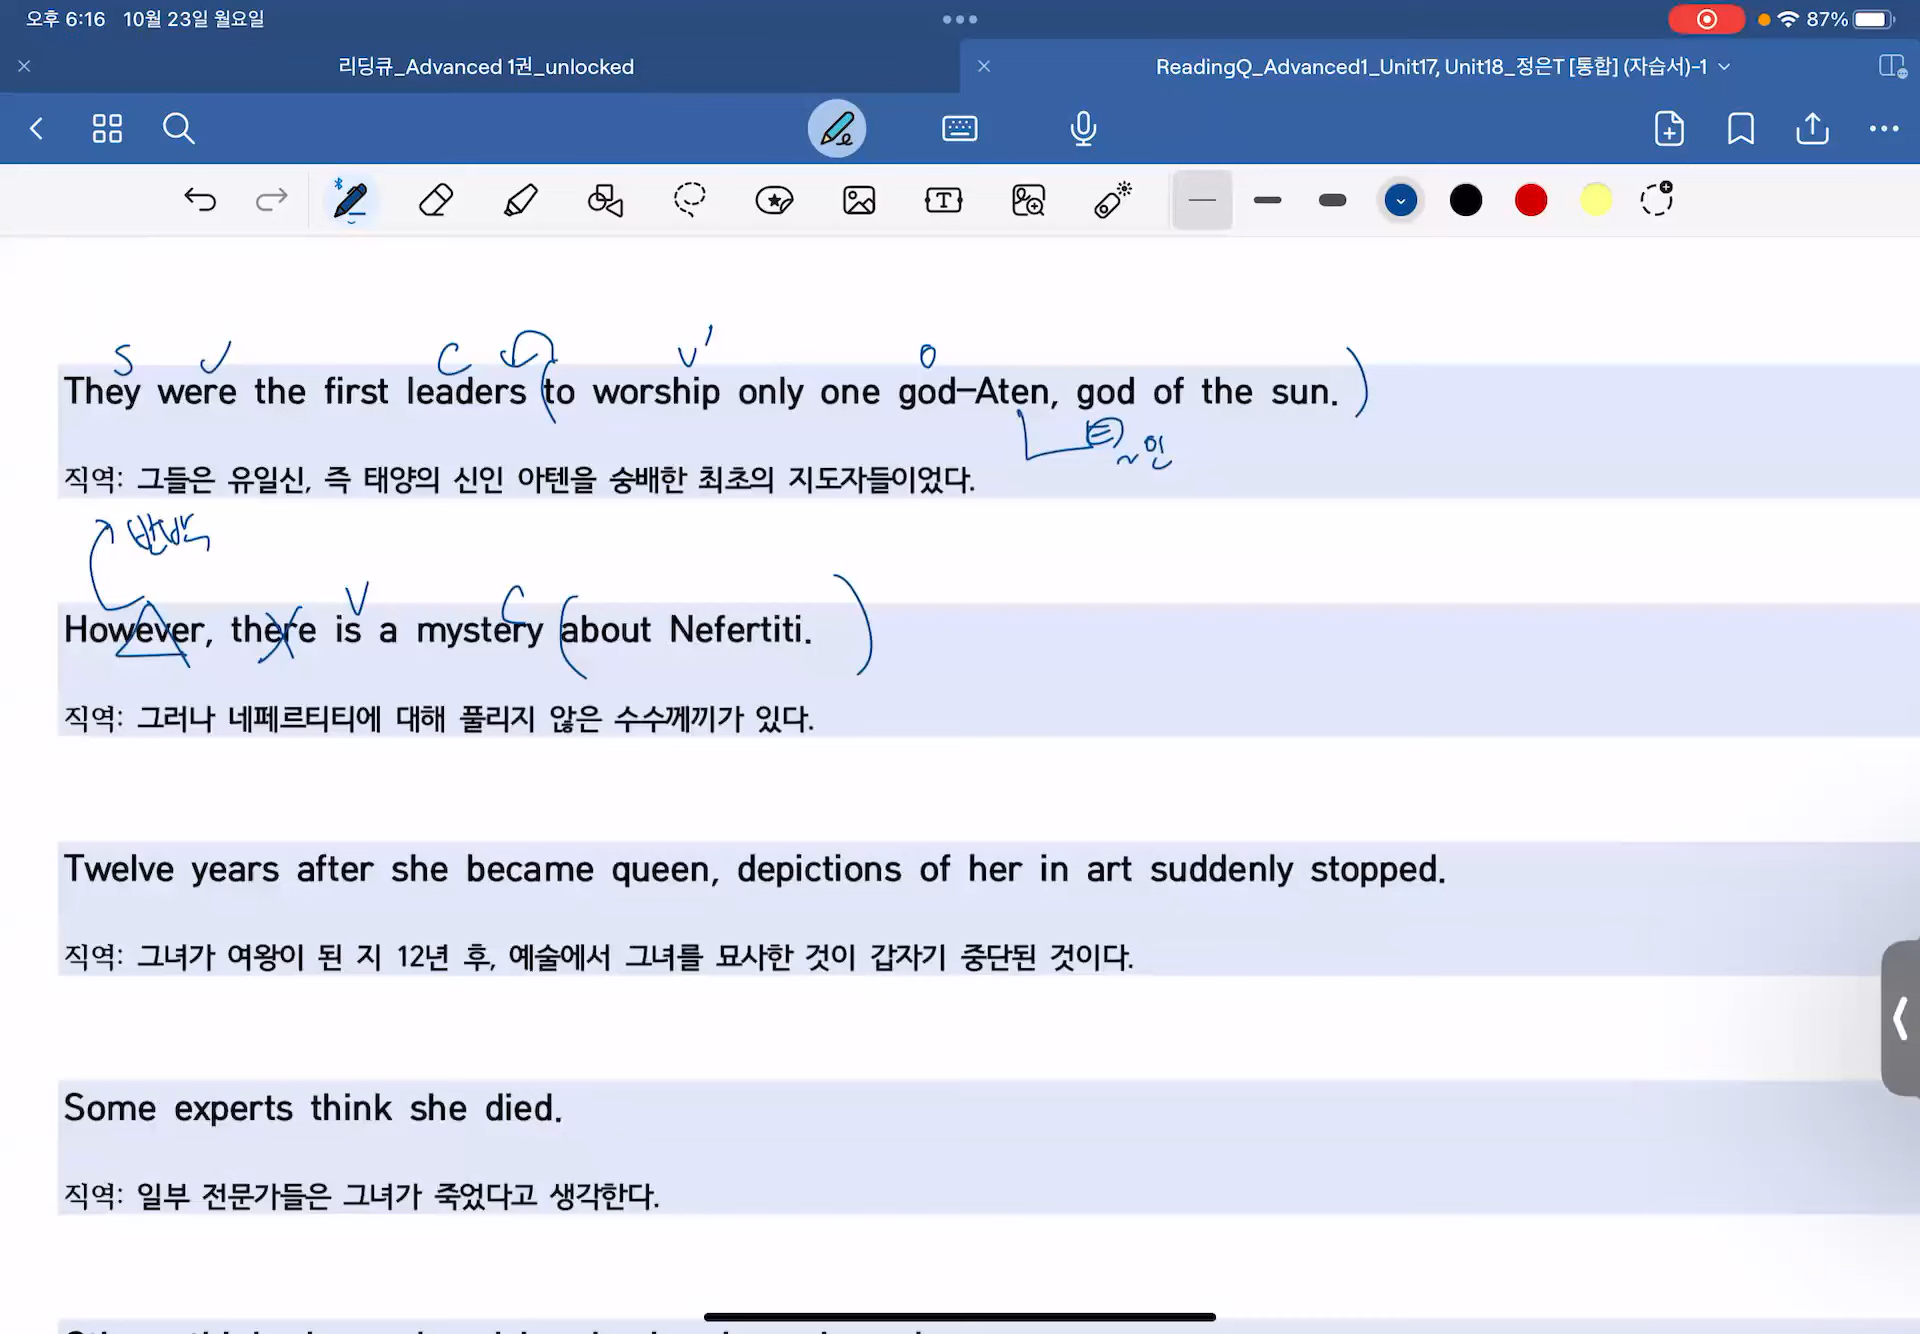 오후 6:16 10월 23일 월요일 87%
리딩큐_Advanced 1권_unlocked
ReadingQ_Advanced1_Unit17, Unit18_정은T [통합] (자습서)-1
S V C V' O
They were the first leaders (to worship only one god—Aten, god of the sun.)
~인
직역: 그들은 유일신, 즉 태양의 신인 아텐을 숭배한 최초의 지도자들이었다.
V C
However, there is a mystery (about Nefertiti.)
직역: 그러나 네페르티티에 대해 풀리지 않은 수수께끼가 있다.
Twelve years after she became queen, depictions of her in art suddenly stopped.
직역: 그녀가 여왕이 된 지 12년 후, 예술에서 그녀를 묘사한 것이 갑자기 중단된 것이다.
Some experts think she died.
직역: 일부 전문가들은 그녀가 죽었다고 생각한다.